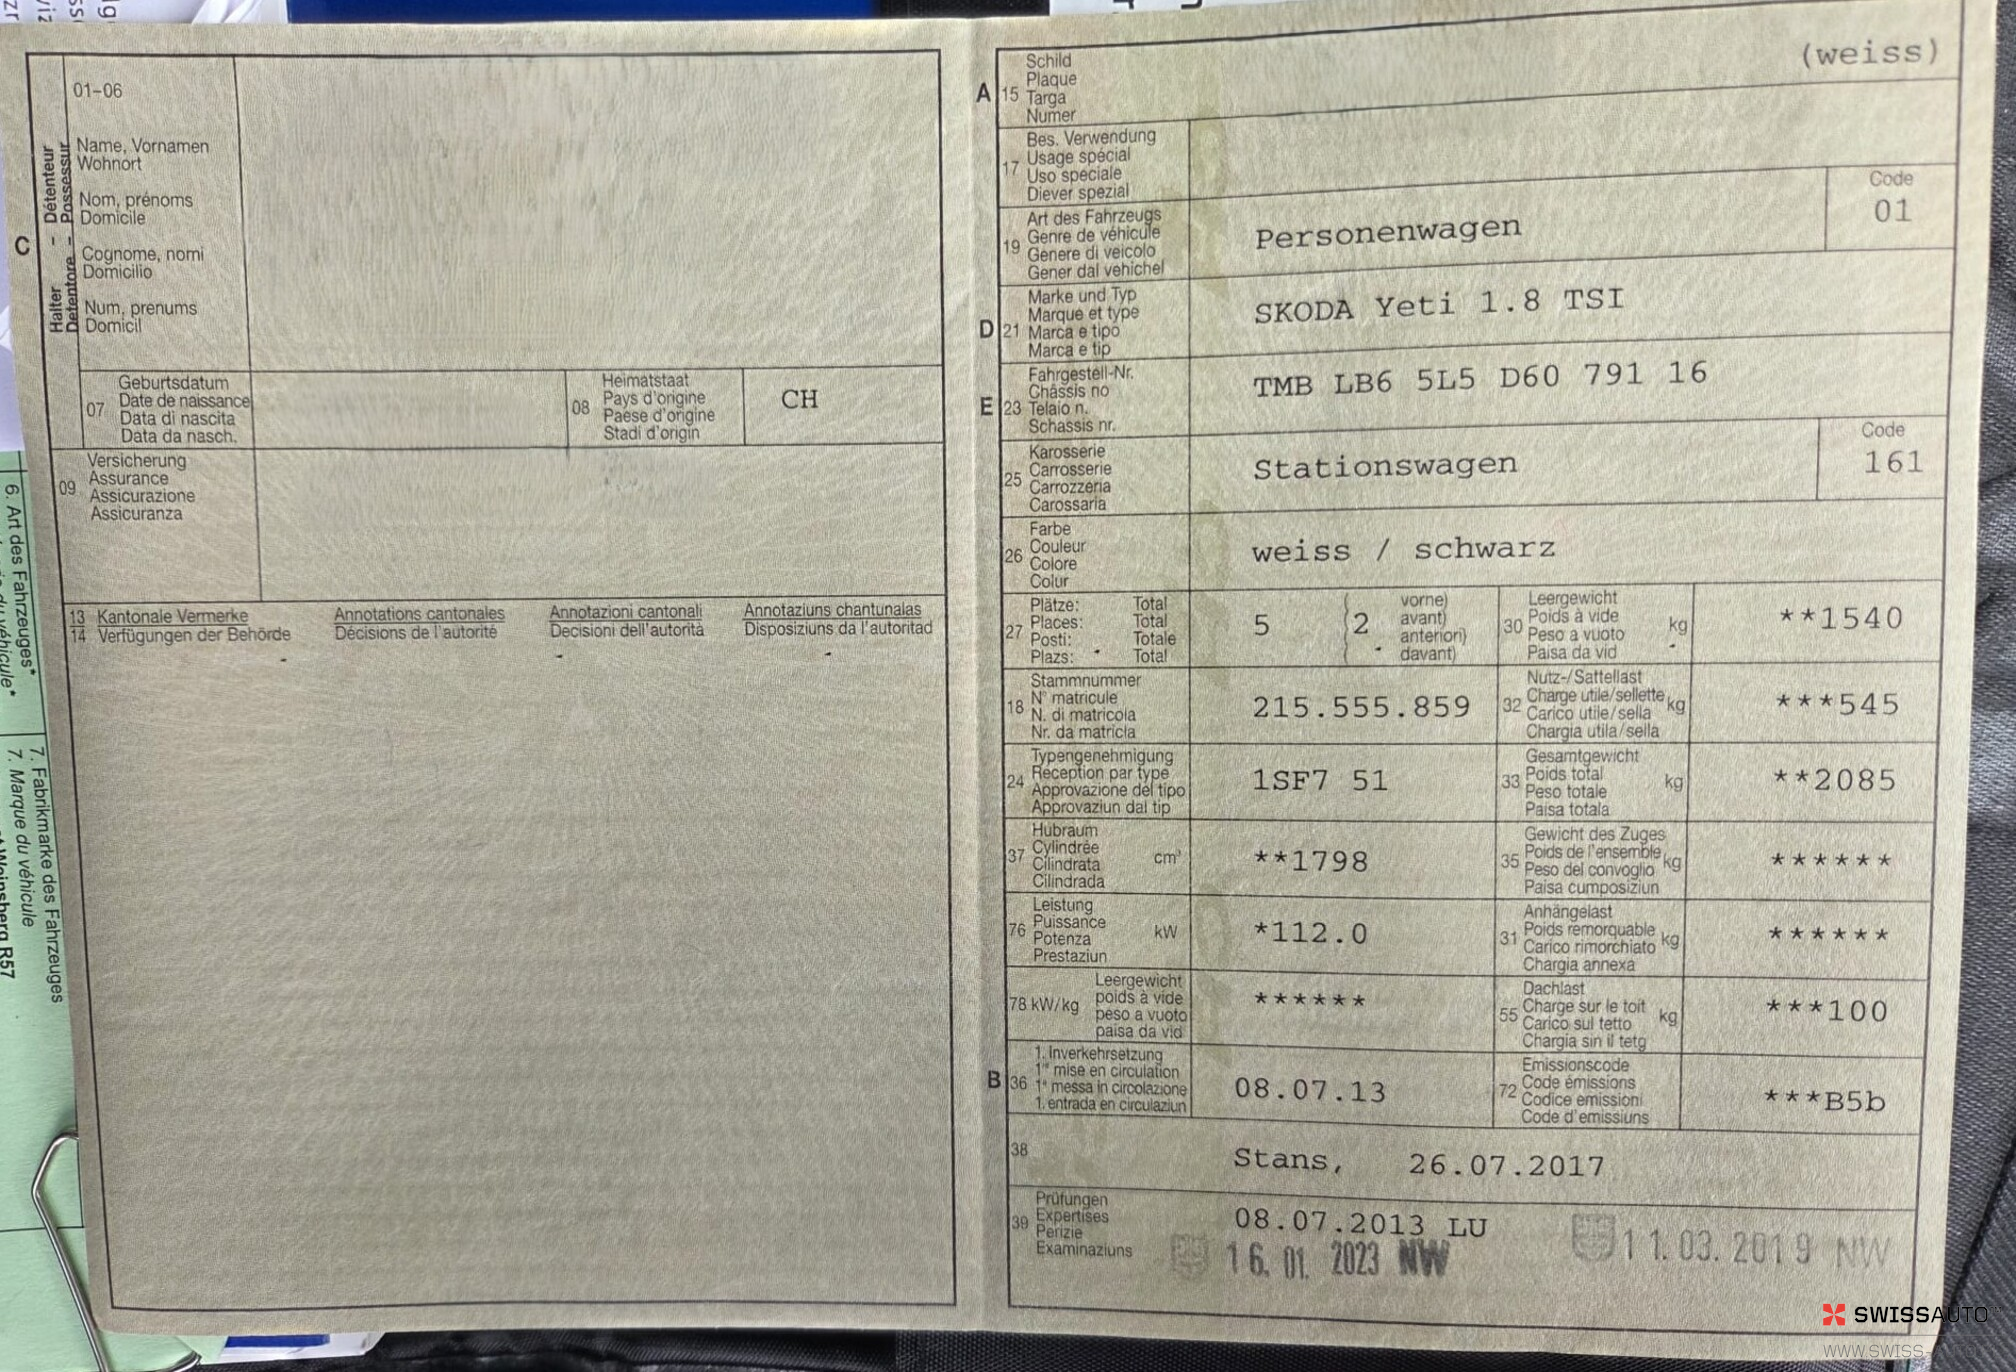 01-06
Halter - Détenteur
Detentore - Possessur
C
Name, Vornamen
Wohnort
Nom, prénoms
Domicile
Cognome, nomi
Domicilio
Num, prenums
Domicil
07
Geburtsdatum
Date de naissance
Data di nascita
Data da nasch.
08
Heimatstaat
Pays d'origine
Paese d'origine
Stadi d'origin
CH
09
Versicherung
Assurance
Assicurazione
Assicuranza
13 Kantonale Vermerke Annotations cantonales Annotazioni cantonali Annotaziuns chantunalas
14 Verfügungen der Behörde Décisions de l'autorité Decisioni dell'autorità Disposiziuns da l'autoritad
A 15
Schild
Plaque
Targa
Numer
(weiss)
17
Bes. Verwendung
Usage spécial
Uso speciale
Diever spezial
19
Art des Fahrzeugs
Genre de véhicule
Genere di veicolo
Gener dal vehichel
Personenwagen
Code
01
D 21
Marke und Typ
Marque et type
Marca e tipo
Marca e tip
SKODA Yeti 1.8 TSI
E 23
Fahrgestell-Nr.
Châssis no
Telaio n.
Schassis nr.
TMB LB6 5L5 D60 791 16
25
Karosserie
Carrosserie
Carrozzeria
Carossaria
Stationswagen
Code
161
26
Farbe
Couleur
Colore
Colur
weiss / schwarz
27
Plätze: Total
Places: Total
Posti: Totale
Plazs: Total
5
(2
vorne)
avant)
anteriori)
davant)
30
Leergewicht
Poids à vide
Peso a vuoto
Paisa da vid
kg
**1540
18
Stammnummer
N° matricule
N. di matricola
Nr. da matricla
215.555.859
32
Nutz-/Sattellast
Charge utile/sellette
Carico utile/sella
Chargia utila/sella
kg
***545
24
Typengenehmigung
Réception par type
Approvazione del tipo
Approvaziun dal tip
1SF7 51
33
Gesamtgewicht
Poids total
Peso totale
Paisa totala
kg
**2085
37
Hubraum
Cylindrée
Cilindrata
Cilindrada
cm³
**1798
35
Gewicht des Zuges
Poids de l'ensemble
Peso del convoglio
Paisa cumposiziun
kg
******
76
Leistung
Puissance
Potenza
Prestaziun
kW
*112.0
31
Anhängelast
Poids remorquable
Carico rimorchiato
Chargia annexa
kg
******
78 kW/kg
Leergewicht
poids à vide
peso a vuoto
paisa da vid
******
55
Dachlast
Charge sur le toit
Carico sul tetto
Chargia sin il tetg
kg
***100
B 36
1. Inverkehrsetzung
1re mise en circulation
1a messa in circolazione
1. entrada en circulaziun
08.07.13
72
Emissionscode
Code émissions
Codice emissioni
Code d'emissiuns
***B5b
38
Stans, 26.07.2017
39
Prüfungen
Expertises
Perizie
Examinaziuns
08.07.2013 LU
16. 01. 2023 NW
11.03.2019 NW
6. Art des Fahrzeuges*
7. Fabrikmarke des Fahrzeuges
7. Marque du véhicule
Weinsberg R57
SWISSAUTO
WWW.SWISS